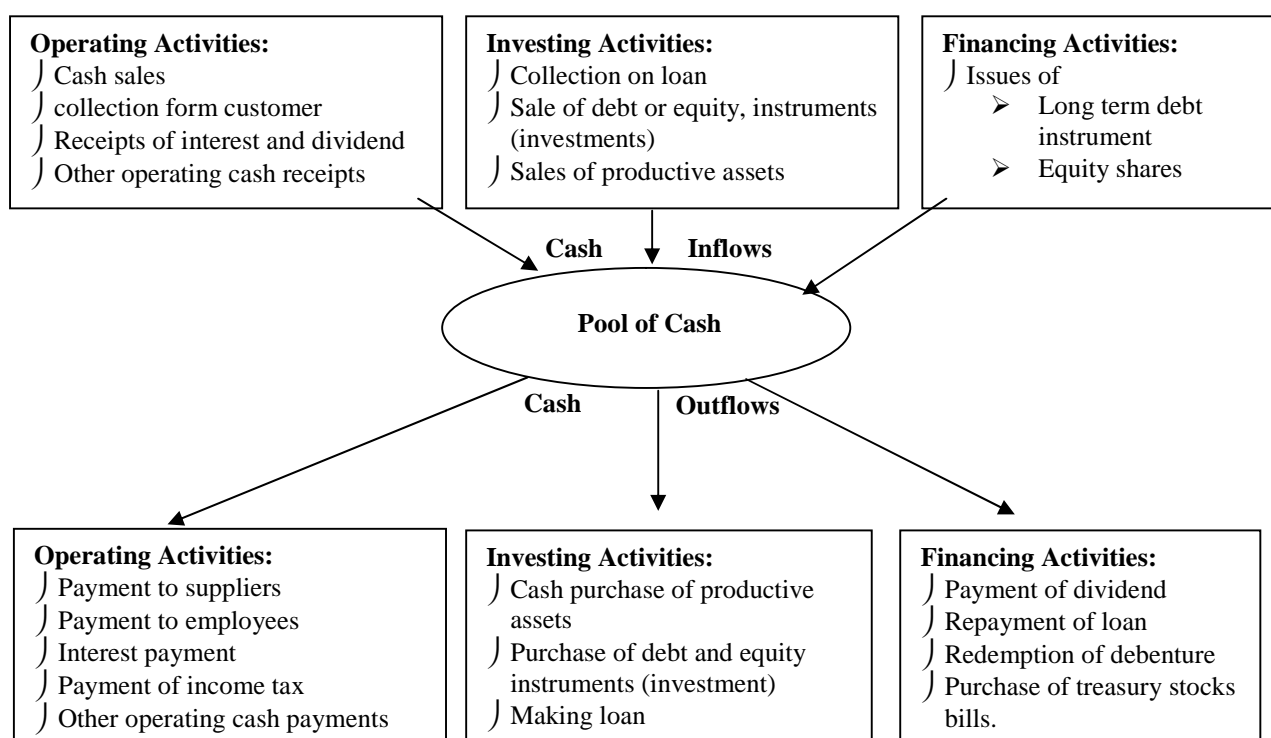 Operating Activities:
Cash sales
collection form customer
Receipts of interest and dividend
Other operating cash receipts
Investing Activities:
Collection on loan
Sale of debt or equity, instruments
(investments)
Sales of productive assets
Financing Activities:
Issues of
Long term debt
instrument
Equity shares
Cash Inflows
Pool of Cash
Cash Outflows
Operating Activities:
Payment to suppliers
Payment to employees
Interest payment
Payment of income tax
Other operating cash payments
Investing Activities:
Cash purchase of productive
assets
Purchase of debt and equity
instruments (investment)
Making loan
Financing Activities:
Payment of dividend
Repayment of loan
Redemption of debenture
Purchase of treasury stocks
bills.